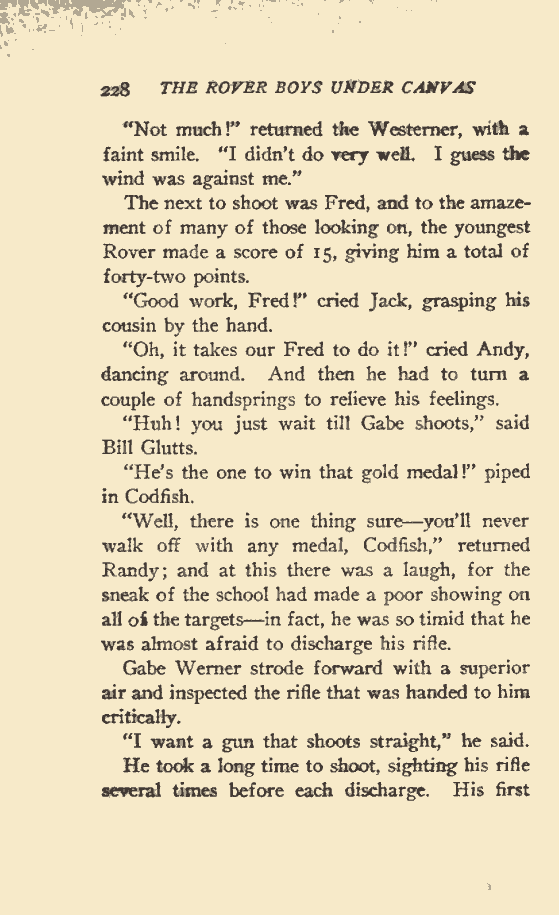 228 THE ROVER BOYS UNDER CANVAS
“Not much!” returned the Westerner, with a
faint smile. “I didn't do very well. I guess the
wind was against me.”
The next to shoot was Fred, and to the amaze-
ment of many of those looking on, the youngest
Rover made a score of 15, giving him a total of
forty-two points.
“Good work, Fred!” cried Jack, grasping his
cousin by the hand.
“Oh, it takes our Fred to do it!” cried Andy,
dancing around. And then he had to turn a
couple of handsprings to relieve his feelings.
“Huh! you just wait till Gabe shoots,” said
Bill Glutts.
“He's the one to win that gold medal!” piped
in Codfish.
“Well, there is one thing sure—you'll never
walk off with any medal, Codfish,” returned
Randy; and at this there was a laugh, for the
sneak of the school had made a poor showing on
all of the targets—in fact, he was so timid that he
was almost afraid to discharge his rifle.
Gabe Werner strode forward with a superior
air and inspected the rifle that was handed to him
critically.
“I want a gun that shoots straight,” he said.
He took a long time to shoot, sighting his rifle
several times before each discharge. His first